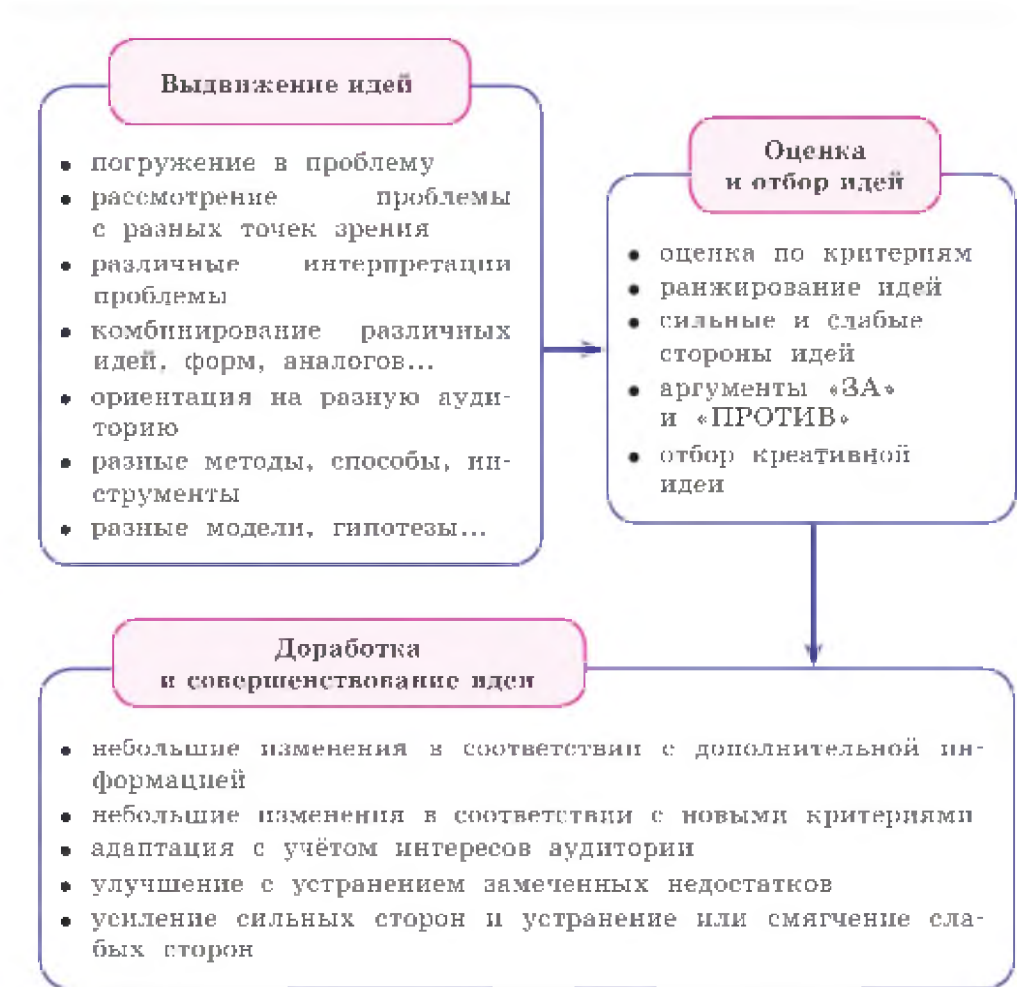 Выдвижение идей
• погружение в проблему
• рассмотрение проблемы
с разных точек зрения
• различные интерпретации
проблемы
• комбинирование различных
идей, форм, аналогов...
• ориентация на разную ауди-
торию
• разные методы, способы, ин-
струменты
• разные модели, гипотезы...
Оценка
и отбор идей
• оценка по критериям
• ранжирование идей
• сильные и слабые
стороны идей
• аргументы «ЗА»
и «ПРОТИВ»
• отбор креативной
идеи
Доработка
и совершенствование идеи
• небольшие изменения в соответствии с дополнительной ин-
формацией
• небольшие изменения в соответствии с новыми критериями
• адаптация с учётом интересов аудитории
• улучшение с устранением замеченных недостатков
• усиление сильных сторон и устранение или смягчение сла-
бых сторон